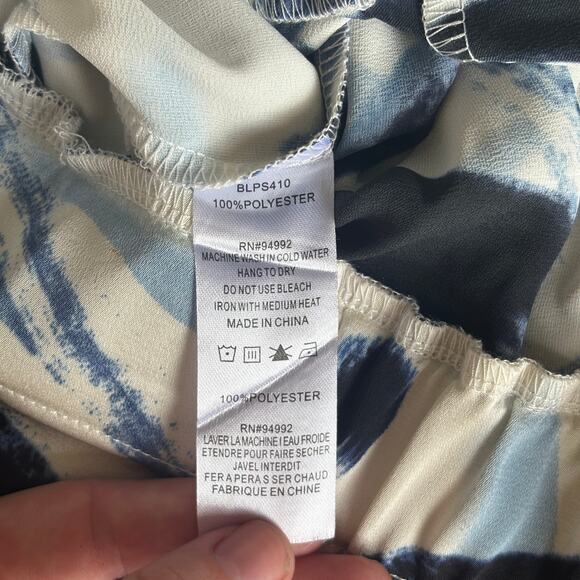 BLPS410
100%POLYESTER
RN#94992
MACHINE WASH IN COLD WATER
HANG TO DRY
DO NOT USE BLEACH
IRON WITH MEDIUM HEAT
MADE IN CHINA
100%POLYESTER
RN#94992
LAVER LA MACHINE I EAU FROIDE
ETENDRE POUR FAIRE SECHER
JAVEL INTERDIT
FER A PERA S ER CHAUD
FABRIQUE EN CHINE